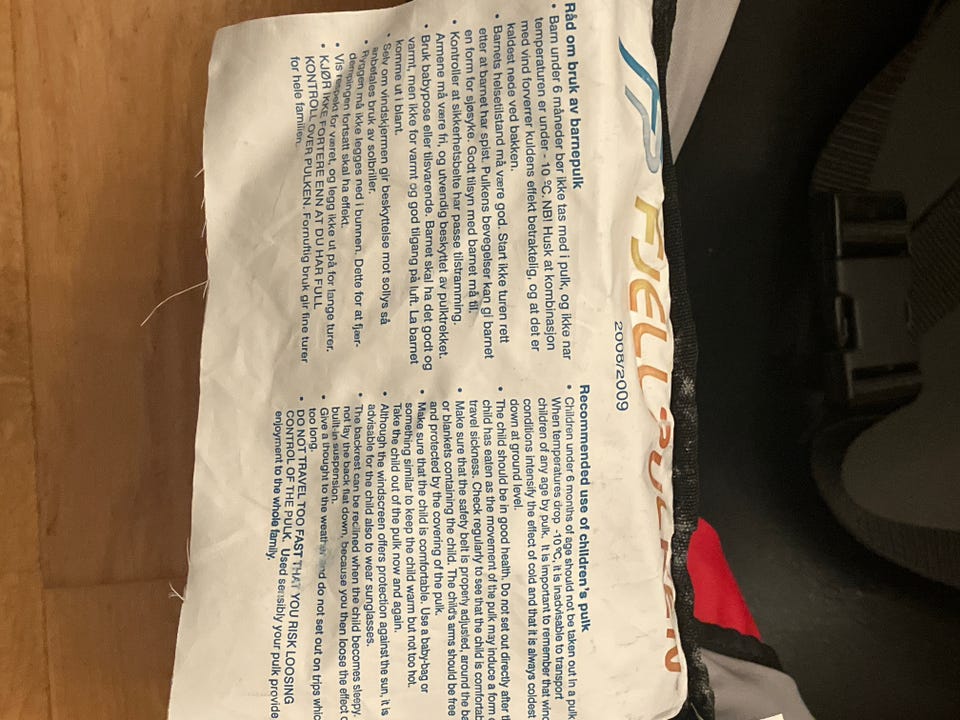 FP FJELLPULKEN
2008/2009
Råd om bruk av barnepulk
• Barn under 6 måneder bør ikke tas med i pulk, og ikke nar
temperaturen er under - 10 ºC. NB! Husk at kombinasjon
med vind forverrer kuldens effekt betraktelig, og at det er
kaldest nede ved bakken.
• Barnets helsetilstand må være god. Start ikke turen rett
etter at barnet har spist. Pulkens bevegelser kan gi barnet
en form for sjøsyke. Godt tilsyn med barnet må til.
• Kontroller at sikkerhetsbelte har passe tilstramming.
Armene må være fri, og utvendig beskyttet av pulktrekket.
• Bruk babypose eller tilsvarende. Barnet skal ha det godt og
varmt, men ikke for varmt og god tilgang på luft. La barnet
komme ut i blant.
• Selv om vindskjermen gir beskyttelse mot sollys så
anbefales bruk av solbriller.
• Ryggen må ikke legges ned i bunnen. Dette for at fjær-
dempingen fortsatt skal ha effekt.
• Vis respekt for været, og legg ikke ut på for lange turer.
• KJØR IKKE FORTERE ENN AT DU HAR FULL
KONTROLL OVER PULKEN. Fornuftig bruk gir fine turer
for hele familien.
Recommended use of children's pulk
• Children under 6 months of age should not be taken out in a pulk
When temperatures drop -10ºC, it is inadvisable to transport
children of any age by pulk. It is important to remember that wind
conditions intensify the effect of cold and that it is always coldest
down at ground level.
• The child should be in good health. Do not set out directly after
child has eaten as the movement of the pulk may induce a form
travel sickness. Check regularly to see that the child is
• Make sure that the safety belt is properly adjusted, around the
or blankets containing the child. The child's arms should be free
and protected by the covering of the pulk.
• Make sure that the child is comfortable. Use a baby-bag or
something similar to keep the child warm but not too hot.
Take the child out of the pulk now and again.
• Although the windscreen offers protection against the sun, it is
advisable for the child also to wear sunglasses.
• The backrest can be reclined when the child becomes sleepy.
not lay the back flat down, because you then loose the effect
built-in suspension.
• Give a thought to the weather and do not set out on trips
too long.
• DO NOT TRAVEL TOO FAST THAT YOU RISK LOOSING
CONTROL OF THE PULK. Used sensibly your pulk provide
enjoyment to the whole family.